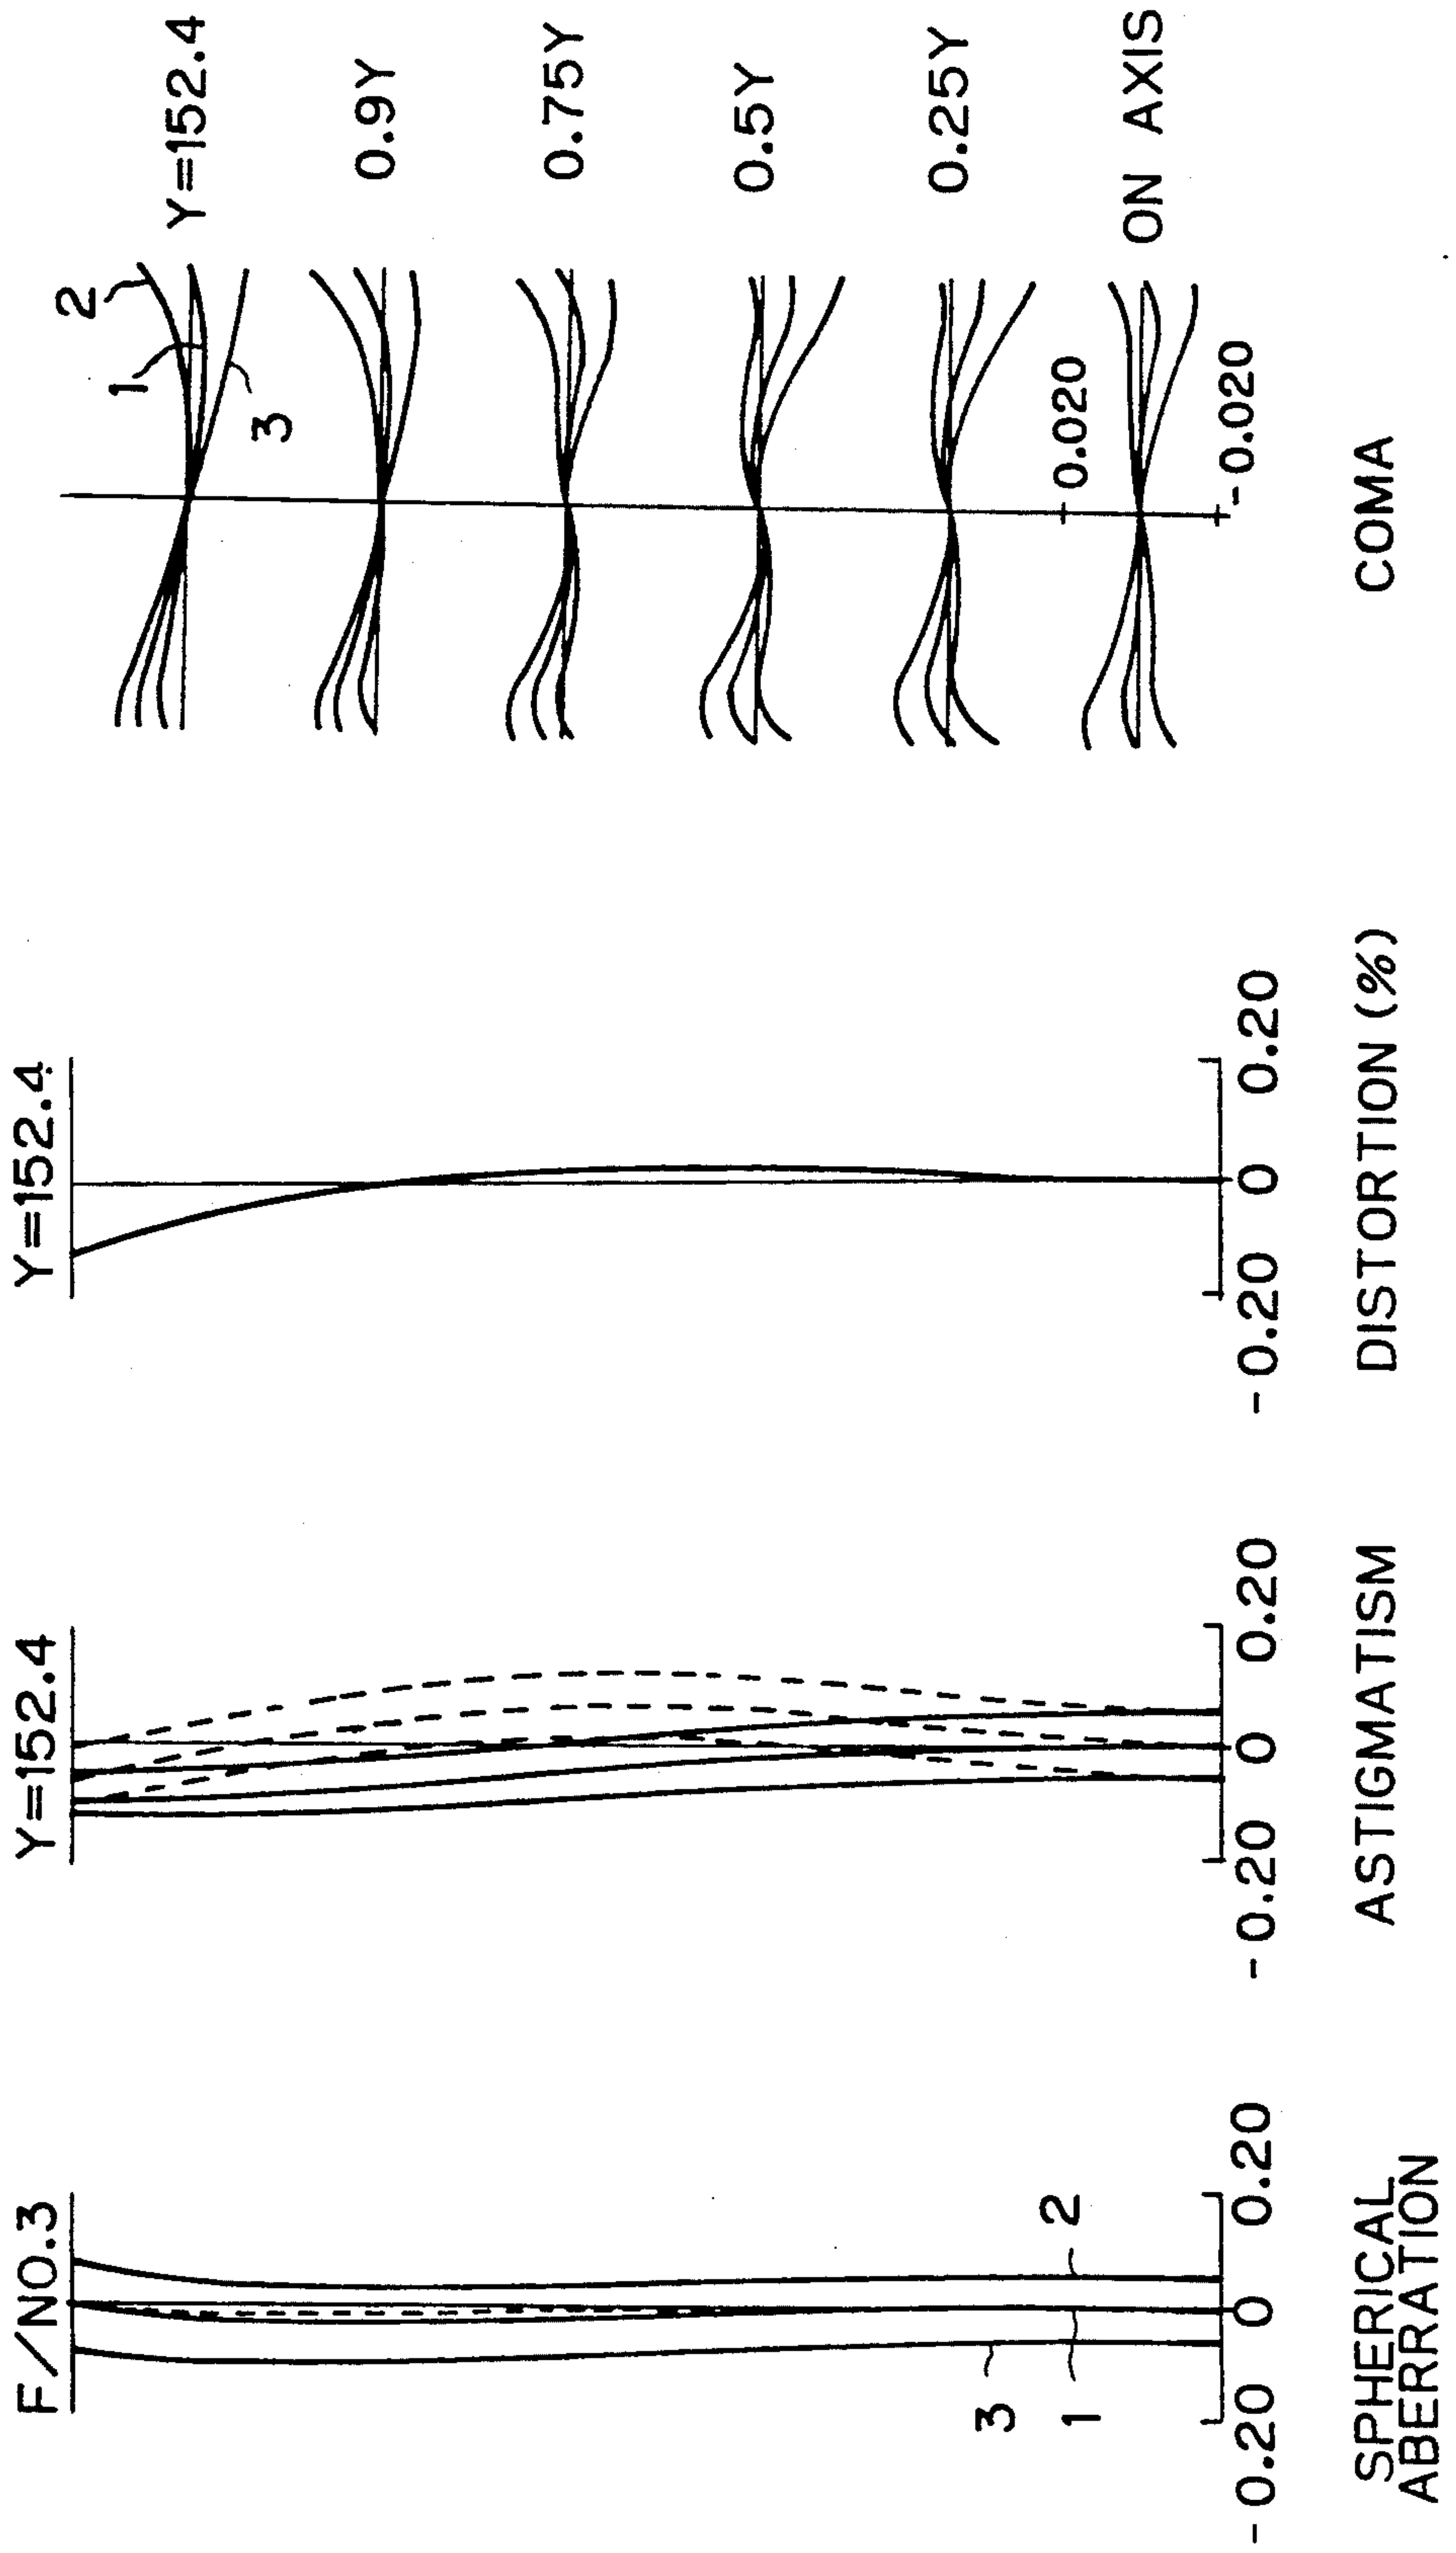 F/NO.3
3
1
2
-0.20
0
0.20
SPHERICAL
ABERRATION
Y=152.4
-0.20
0
0.20
ASTIGMATISM
Y=152.4
-0.20
0
0.20
DISTORTION (%)
2
1
3
Y=152.4
0.9Y
0.75Y
0.5Y
0.25Y
0.020
ON AXIS
-0.020
COMA